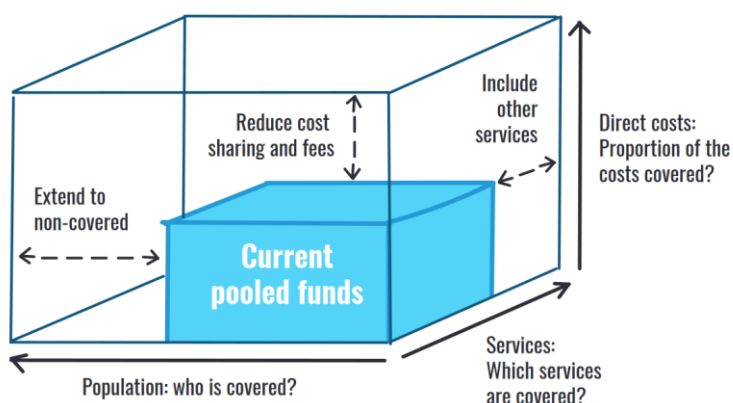 Include
other
services
Reduce cost
sharing and fees
Direct costs:
Proportion of the
costs covered?
Extend to
non-covered
Current
pooled funds
Services:
Which services
are covered?
Population: who is covered?